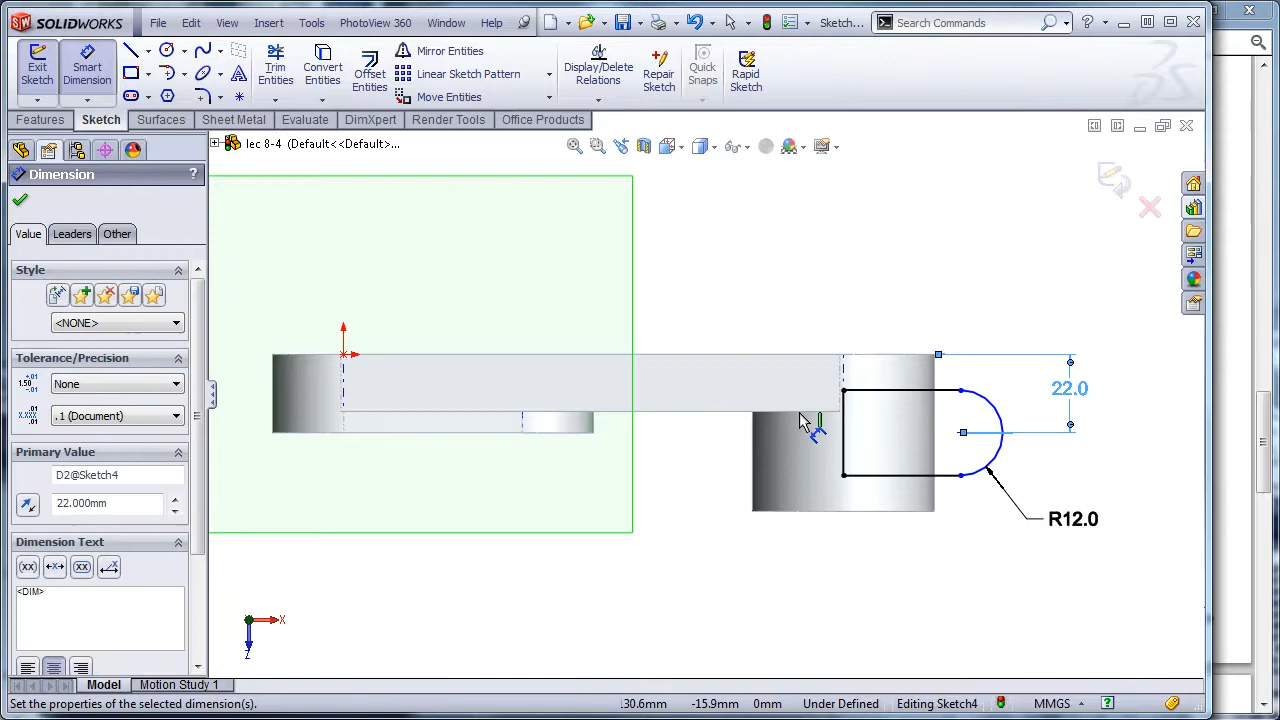 SOLIDWORKS File Edit View Insert Tools PhotoView 360 Window Help Sketch... Search Commands
Exit Sketch
Smart Dimension
Trim Entities
Convert Entities
Offset Entities
Mirror Entities
Linear Sketch Pattern
Move Entities
Display/Delete Relations
Repair Sketch
Quick Snaps
Rapid Sketch
Features Sketch Surfaces Sheet Metal Evaluate DimXpert Render Tools Office Products
lec 8-4 (Default<<Default>...
Dimension ?
Value Leaders Other
Style
<NONE>
Tolerance/Precision
None
.1 (Document)
Primary Value
D2@Sketch4
22.000mm
Dimension Text
<DIM>
22.0
R12.0
X
Z
Model Motion Study 1
Set the properties of the selected dimension(s). 30.6mm -15.9mm 0mm Under Defined Editing Sketch4 MMGS ?